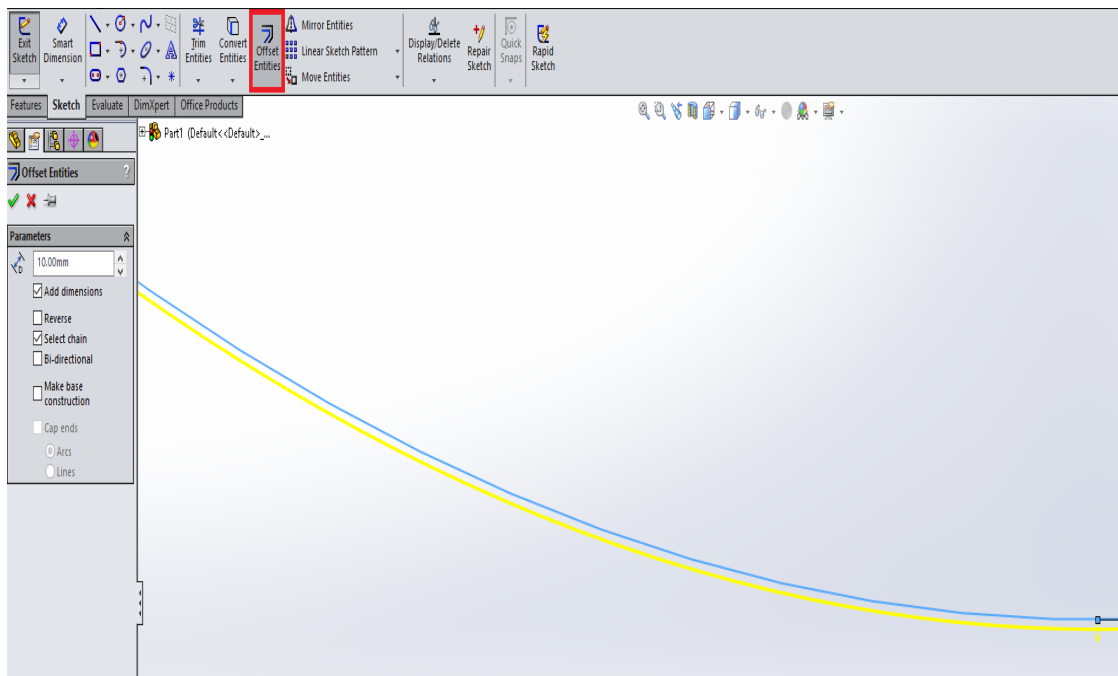 Exit Sketch
Smart Dimension
Trim Entities
Convert Entities
Offset Entities
Mirror Entities
Linear Sketch Pattern
Move Entities
Display/Delete Relations
Repair Sketch
Quick Snaps
Rapid Sketch
Features Sketch Evaluate DimXpert Office Products
Part1 (Default<<Default>_...
Offset Entities ?
Parameters
D 10.00mm
Add dimensions
Reverse
Select chain
Bi-directional
Make base
construction
Cap ends
Arcs
Lines